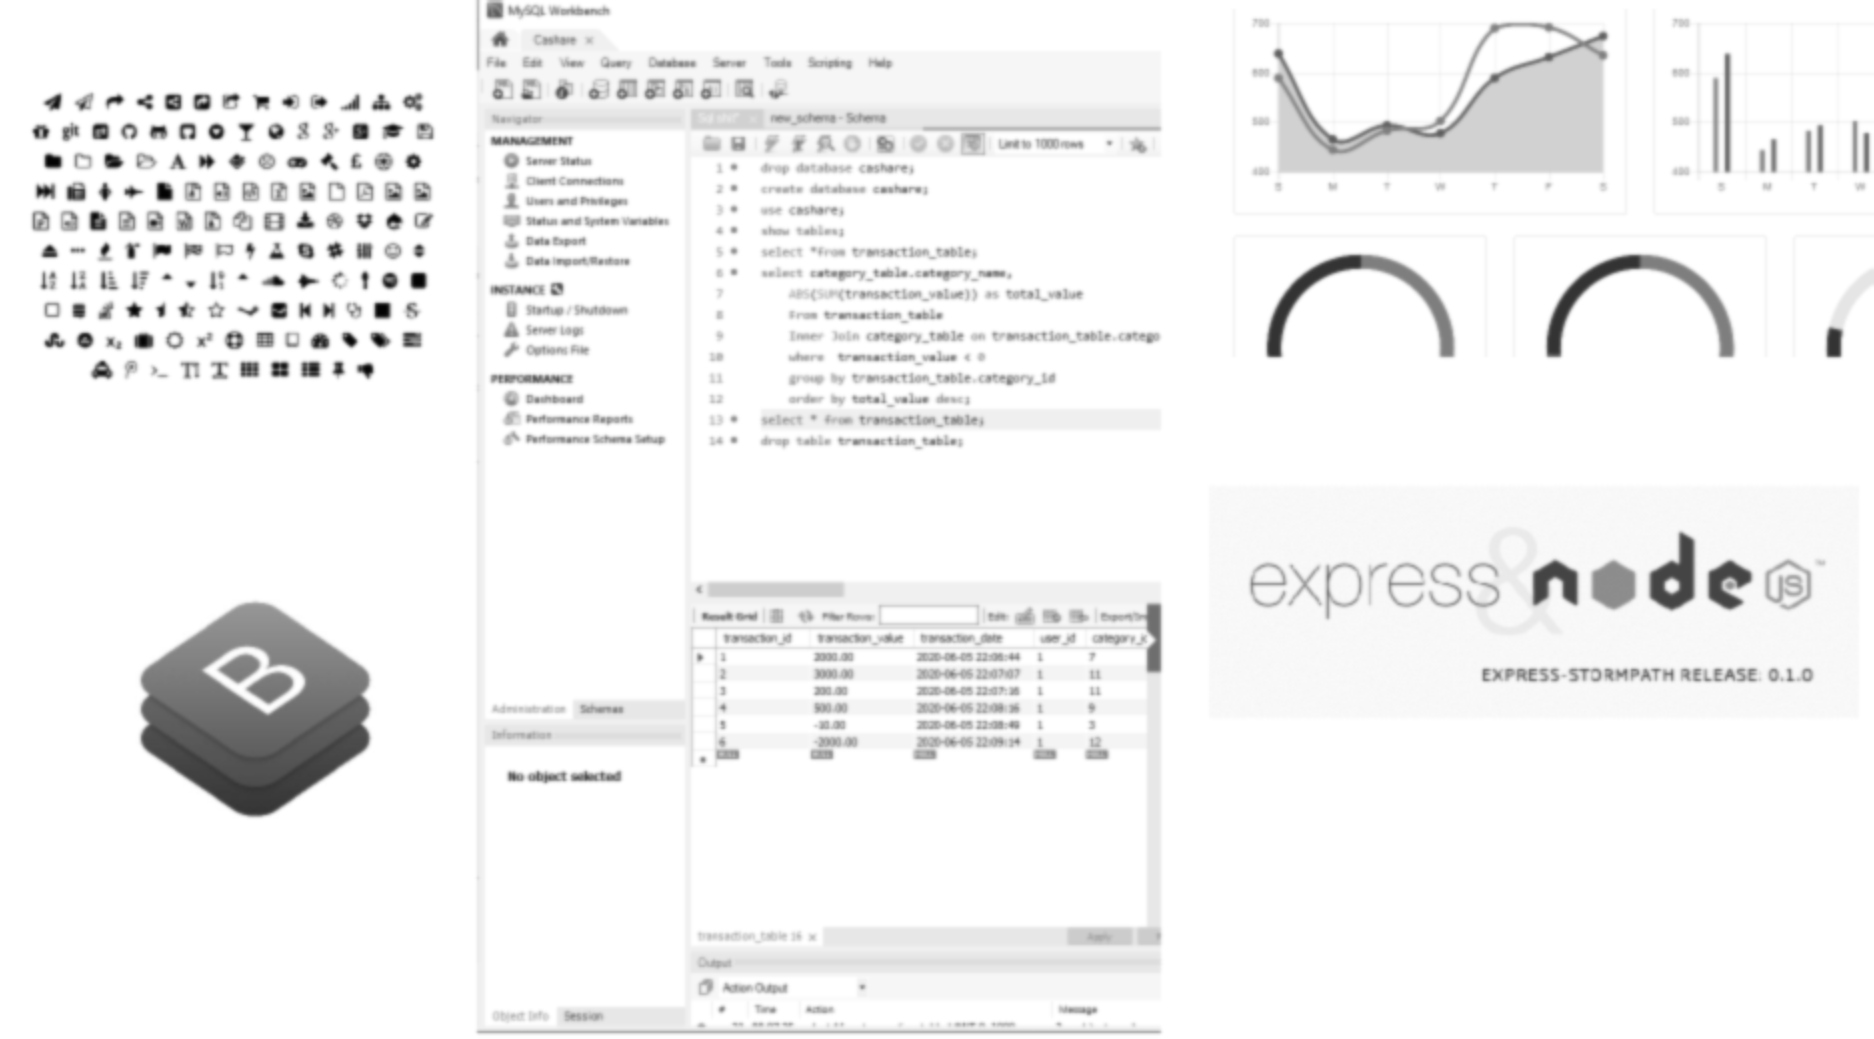 MySQL Workbench
Cashare
File Edit View Query Database Server Tools Scripting Help
Navigator
MANAGEMENT
Server Status
Client Connections
Users and Privileges
Status and System Variables
Data Export
Data Import/Restore
INSTANCE
Startup / Shutdown
Server Logs
Options File
PERFORMANCE
Dashboard
Performance Reports
Performance Schema Setup
Administration Schemas
Information
No object selected
Object Info Session
new_schema - Schema
Limit to 1000 rows
1 drop database cashare;
2 create database cashare;
3 use cashare;
4 show tables;
5 select *from transaction_table;
6 select category_table.category_name,
7 ABS(SUM(transaction_value)) as total_value
8 From transaction_table
9 Inner Join category_table on transaction_table.catego
10 where transaction_value < 0
11 group by transaction_table.category_id
12 order by total_value desc;
13 select * from transaction_table;
14 drop table transaction_table;
Result Grid Filter Rows: Edit: Export/Im
transaction_id transaction_value transaction_date user_id category_i
1 2000.00 2020-06-05 22:06:44 1 7
2 3000.00 2020-06-05 22:07:07 1 11
3 200.00 2020-06-05 22:07:16 1 11
4 500.00 2020-06-05 22:08:16 1 9
5 -10.00 2020-06-05 22:08:49 1 3
6 -2000.00 2020-06-05 22:09:14 1 12
transaction_table 16
Apply
Output
Action Output
# Time Action Message
700
600
500
400
S M T W T F S
700
600
500
400
S M T W
git
B
express & node JS ™
EXPRESS-STORMPATH RELEASE: 0.1.0